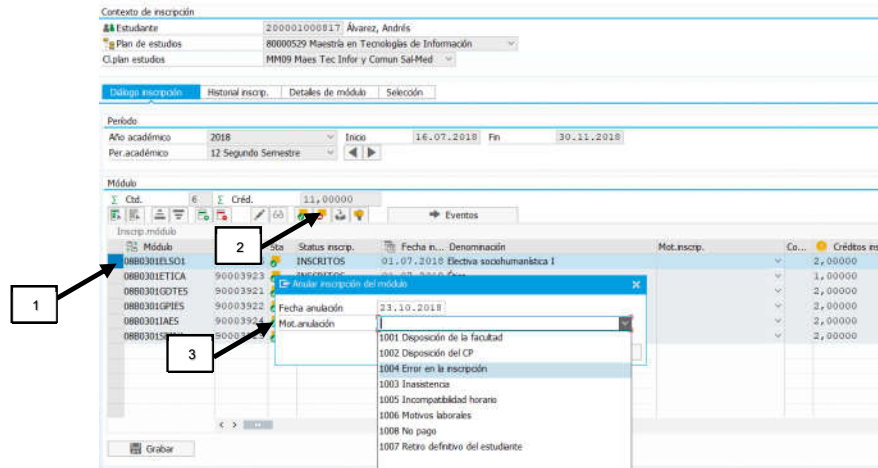 Contexto de inscripción
Estudiante 200001000817 Álvarez, Andrés
Plan de estudios 80000529 Maestría en Tecnologías de Información
Cl.plan estudios MM09 Maes Tec Infor y Comun Sal-Med
Diálogo inscripción Historial inscrip. Detalles de módulo Selección
Período
Año académico 2018 Inicio 16.07.2018 Fin 30.11.2018
Per.académico 12 Segundo Semestre
Módulo
Σ Ctd. 6 Σ Créd. 11,00000
Eventos
Inscrip.módulo
Módulo Sta Status inscrip. Fecha in... Denominación Mot.inscrip. Co... Créditos ins
2
08B0301ELSO1 INSCRITOS 01.07.2018 Electiva sociohumanística I 2,00000
08B0301ETICA 90003923 1,00000
08B0301GDTES 90003921 Anular inscripción del módulo 2,00000
08B0301GPIES 90003922 Fecha anulación 23.10.2018 2,00000
1
08B0301IAES 90003924 Mot.anulación 2,00000
2,00000
1001 Disposición de la facultad
3
1002 Disposición del CP
1004 Error en la inscripción
1003 Inasistencia
1005 Incompatibilidad horario
1006 Motivos laborales
1008 No pago
1007 Retiro definitivo del estudiante
Grabar